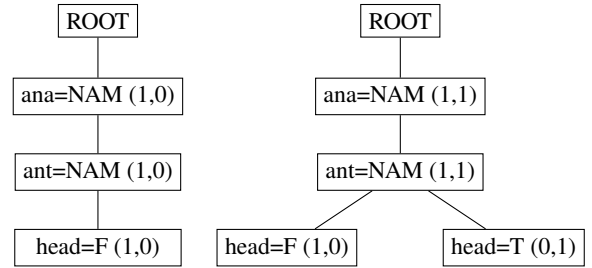 ROOT
ana=NAM (1,0)
ant=NAM (1,0)
head=F (1,0)
ROOT
ana=NAM (1,1)
ant=NAM (1,1)
head=F (1,0)
head=T (0,1)